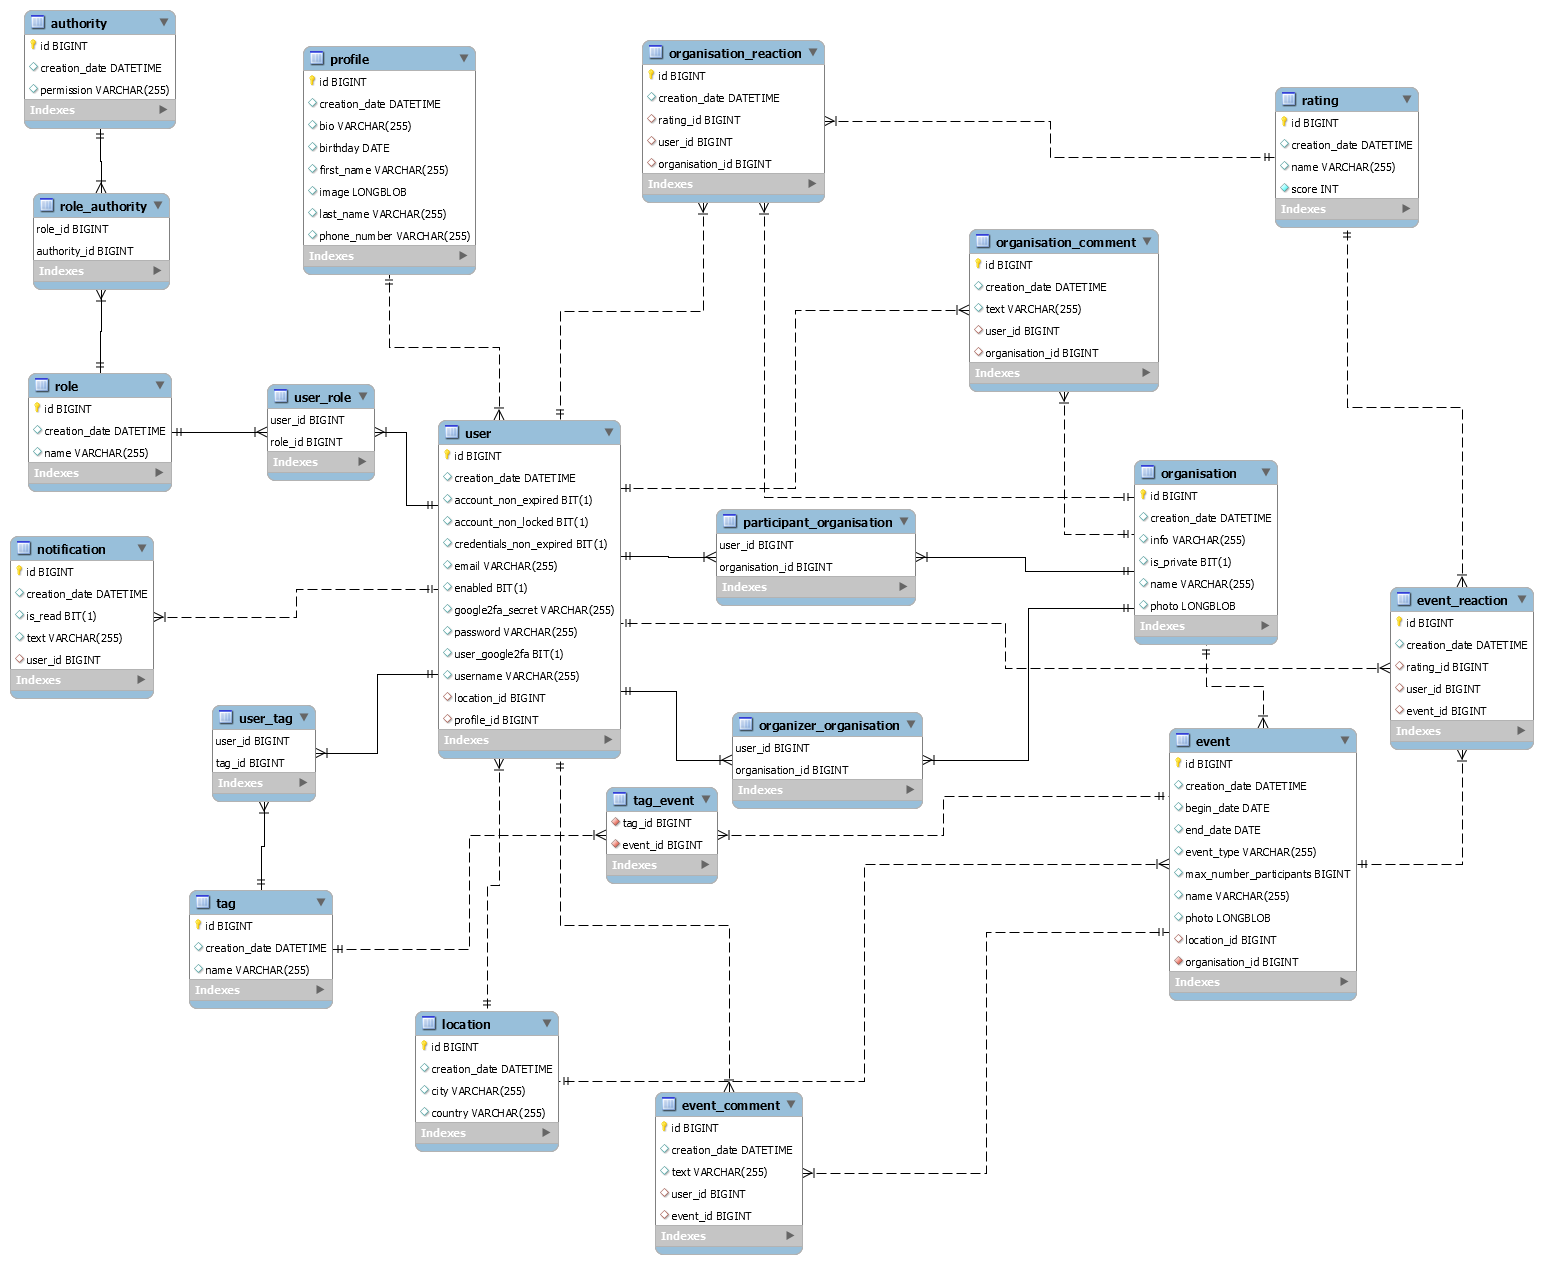 authority
id BIGINT
creation_date DATETIME
permission VARCHAR(255)
Indexes
profile
id BIGINT
creation_date DATETIME
bio VARCHAR(255)
birthday DATE
first_name VARCHAR(255)
image LONGBLOB
last_name VARCHAR(255)
phone_number VARCHAR(255)
Indexes
organisation_reaction
id BIGINT
creation_date DATETIME
rating_id BIGINT
user_id BIGINT
organisation_id BIGINT
Indexes
rating
id BIGINT
creation_date DATETIME
name VARCHAR(255)
score INT
Indexes
role_authority
role_id BIGINT
authority_id BIGINT
Indexes
organisation_comment
id BIGINT
creation_date DATETIME
text VARCHAR(255)
user_id BIGINT
organisation_id BIGINT
Indexes
role
id BIGINT
creation_date DATETIME
name VARCHAR(255)
Indexes
user_role
user_id BIGINT
role_id BIGINT
Indexes
user
id BIGINT
creation_date DATETIME
account_non_expired BIT(1)
account_non_locked BIT(1)
credentials_non_expired BIT(1)
email VARCHAR(255)
enabled BIT(1)
google2fa_secret VARCHAR(255)
password VARCHAR(255)
user_google2fa BIT(1)
username VARCHAR(255)
location_id BIGINT
profile_id BIGINT
Indexes
organisation
id BIGINT
creation_date DATETIME
info VARCHAR(255)
is_private BIT(1)
name VARCHAR(255)
photo LONGBLOB
Indexes
participant_organisation
user_id BIGINT
organisation_id BIGINT
Indexes
notification
id BIGINT
creation_date DATETIME
is_read BIT(1)
text VARCHAR(255)
user_id BIGINT
Indexes
event_reaction
id BIGINT
creation_date DATETIME
rating_id BIGINT
user_id BIGINT
event_id BIGINT
Indexes
user_tag
user_id BIGINT
tag_id BIGINT
Indexes
organizer_organisation
user_id BIGINT
organisation_id BIGINT
Indexes
event
id BIGINT
creation_date DATETIME
begin_date DATE
end_date DATE
event_type VARCHAR(255)
max_number_participants BIGINT
name VARCHAR(255)
photo LONGBLOB
location_id BIGINT
organisation_id BIGINT
Indexes
tag_event
tag_id BIGINT
event_id BIGINT
Indexes
tag
id BIGINT
creation_date DATETIME
name VARCHAR(255)
Indexes
location
id BIGINT
creation_date DATETIME
city VARCHAR(255)
country VARCHAR(255)
Indexes
event_comment
id BIGINT
creation_date DATETIME
text VARCHAR(255)
user_id BIGINT
event_id BIGINT
Indexes